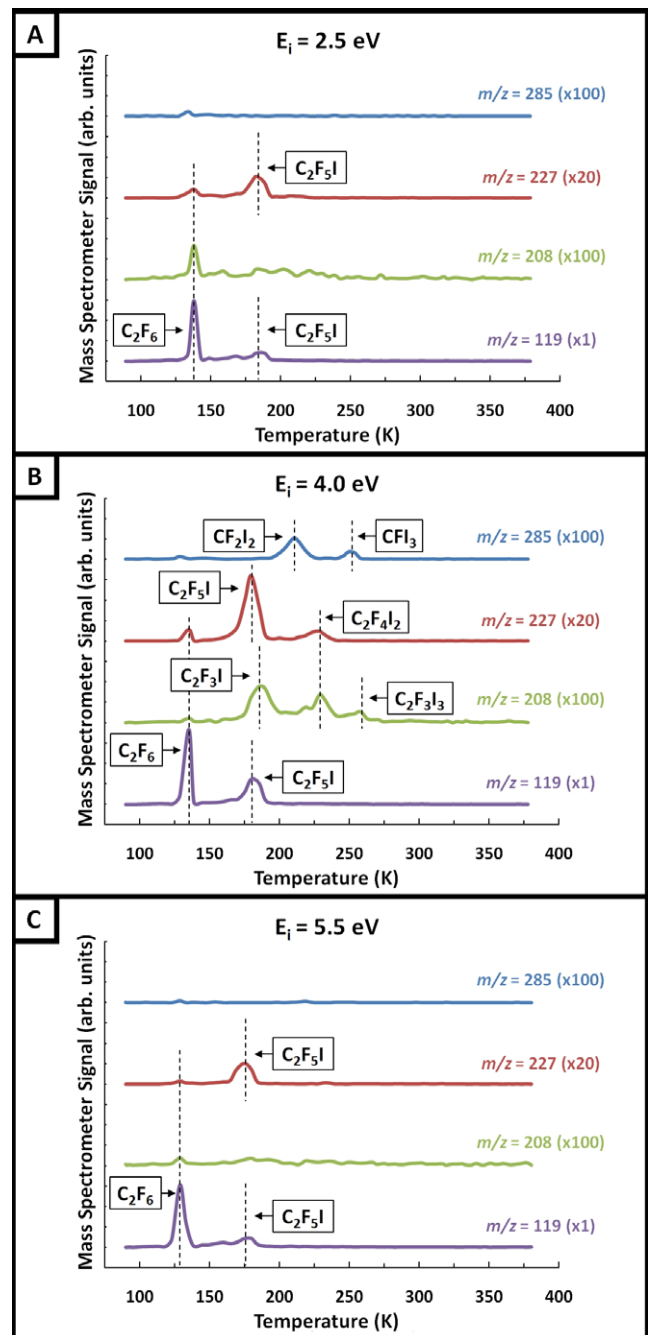 A
Eᵢ = 2.5 eV
Mass Spectrometer Signal (arb. units)
m/z = 285 (x100)
C₂F₅I
m/z = 227 (x20)
m/z = 208 (x100)
C₂F₆
C₂F₅I
m/z = 119 (x1)
100 150 200 250 300 350 400
Temperature (K)
B
Eᵢ = 4.0 eV
Mass Spectrometer Signal (arb. units)
CF₂I₂
CFI₃
m/z = 285 (x100)
C₂F₅I
C₂F₄I₂
m/z = 227 (x20)
C₂F₃I
C₂F₃I₃
m/z = 208 (x100)
C₂F₆
C₂F₅I
m/z = 119 (x1)
100 150 200 250 300 350 400
Temperature (K)
C
Eᵢ = 5.5 eV
Mass Spectrometer Signal (arb. units)
m/z = 285 (x100)
C₂F₅I
m/z = 227 (x20)
m/z = 208 (x100)
C₂F₆
C₂F₅I
m/z = 119 (x1)
100 150 200 250 300 350 400
Temperature (K)